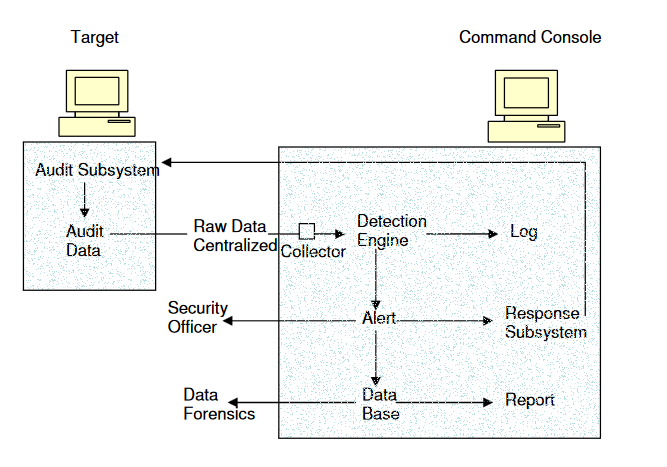 Target
Command Console
Audit Subsystem
Audit
Data
Raw Data
Centralized
Collector
Detection
Engine
Log
Security
Officer
Alert
Response
Subsystem
Data
Forensics
Data
Base
Report